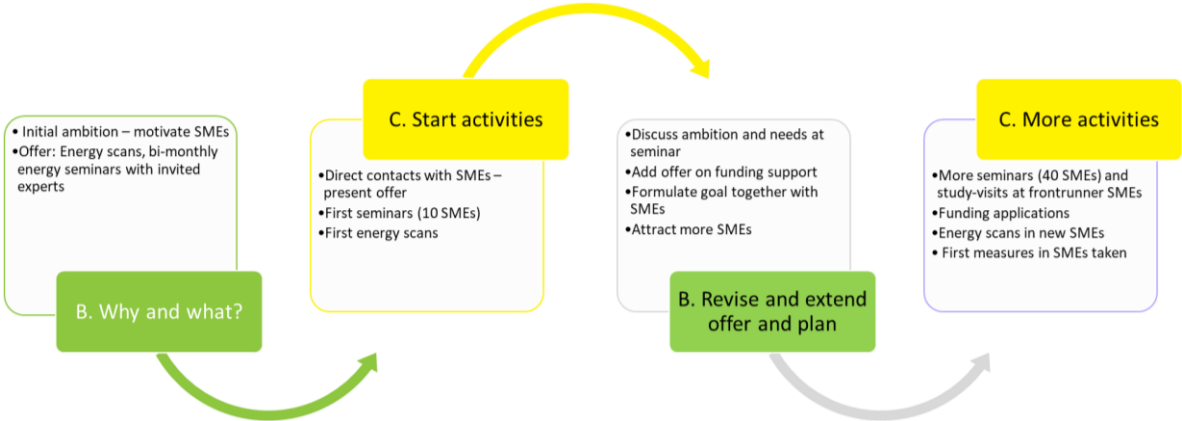 • Initial ambition – motivate SMEs
•Offer: Energy scans, bi-monthly
energy seminars with invited
experts
B. Why and what?
C. Start activities
•Direct contacts with SMEs –
present offer
•First seminars (10 SMEs)
•First energy scans
•Discuss ambition and needs at
seminar
•Add offer on funding support
•Formulate goal together with
SMEs
•Attract more SMEs
B. Revise and extend
offer and plan
C. More activities
•More seminars (40 SMEs) and
study-visits at frontrunner SMEs
•Funding applications
•Energy scans in new SMEs
• First measures in SMEs taken